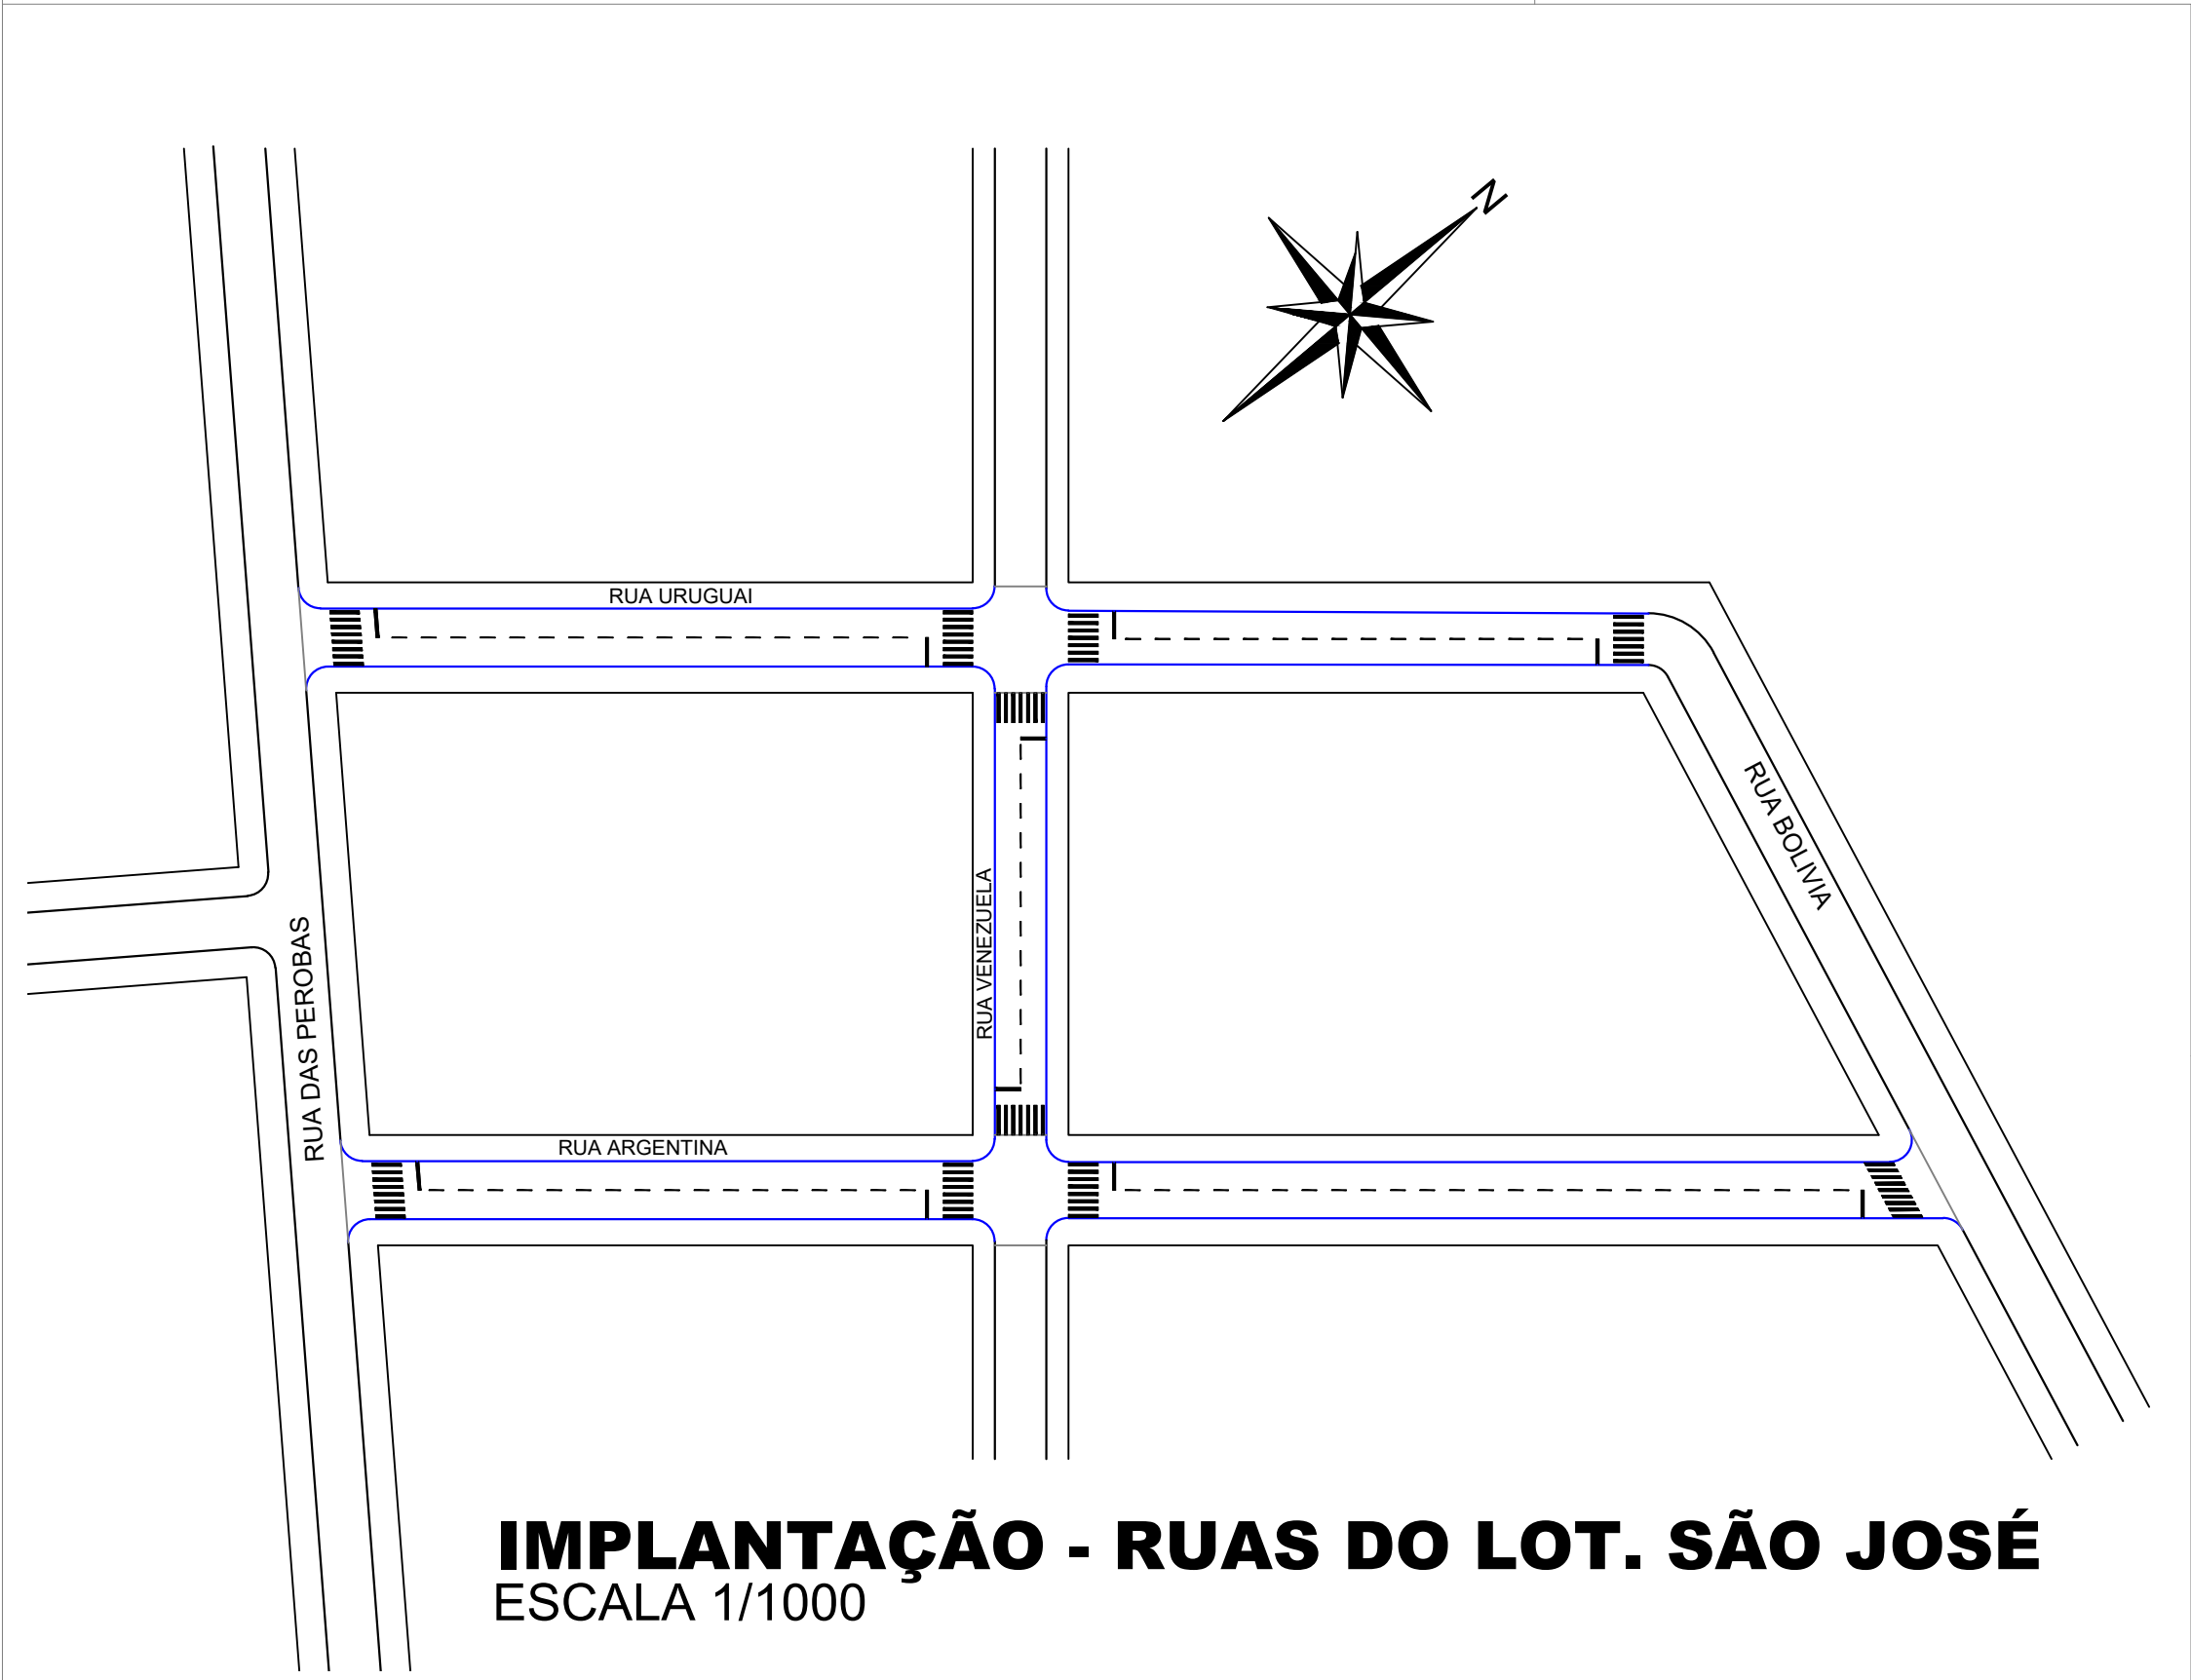 N
RUA URUGUAI
RUA BOLIVIA
RUA VENEZUELA
RUA DAS PEROBAS
RUA ARGENTINA
IMPLANTAÇÃO - RUAS DO LOT. SÃO JOSÉ
ESCALA 1/1000